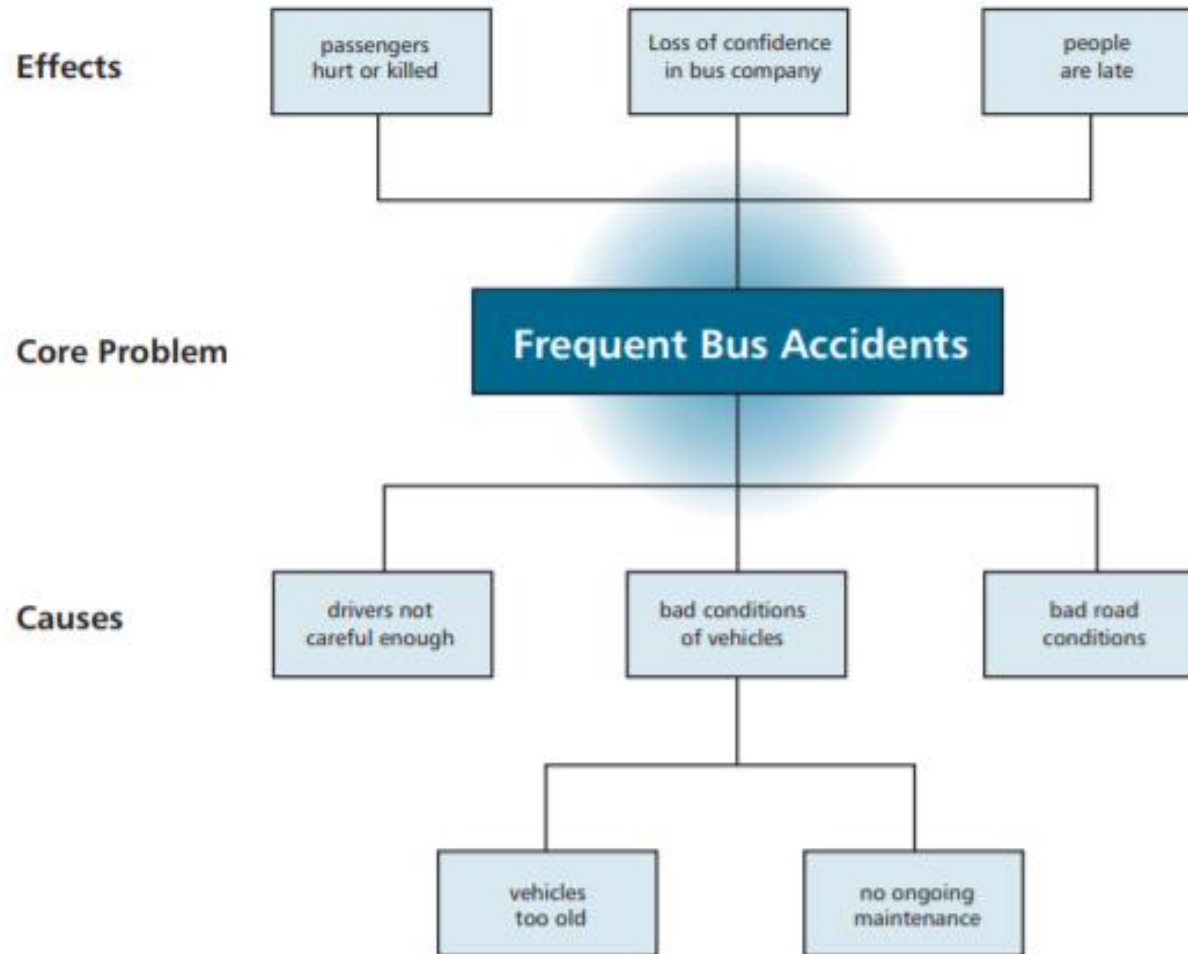 Effects
passengers
hurt or killed
Loss of confidence
in bus company
people
are late
Core Problem
Frequent Bus Accidents
Causes
drivers not
careful enough
bad conditions
of vehicles
bad road
conditions
vehicles
too old
no ongoing
maintenance